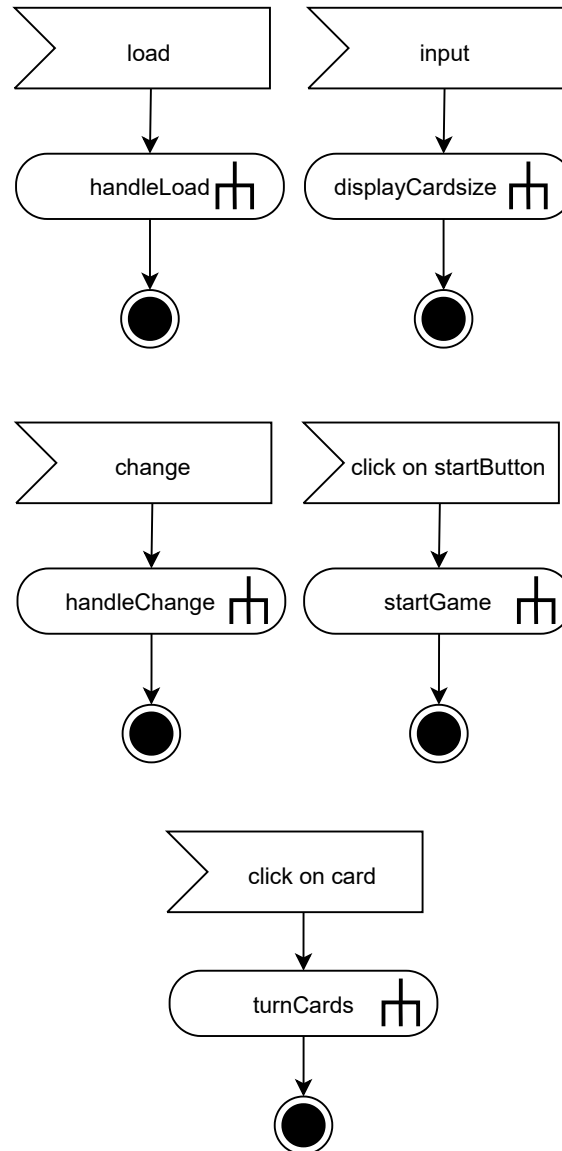 load
input
handleLoad
displayCardsize
change
click on startButton
handleChange
startGame
click on card
turnCards